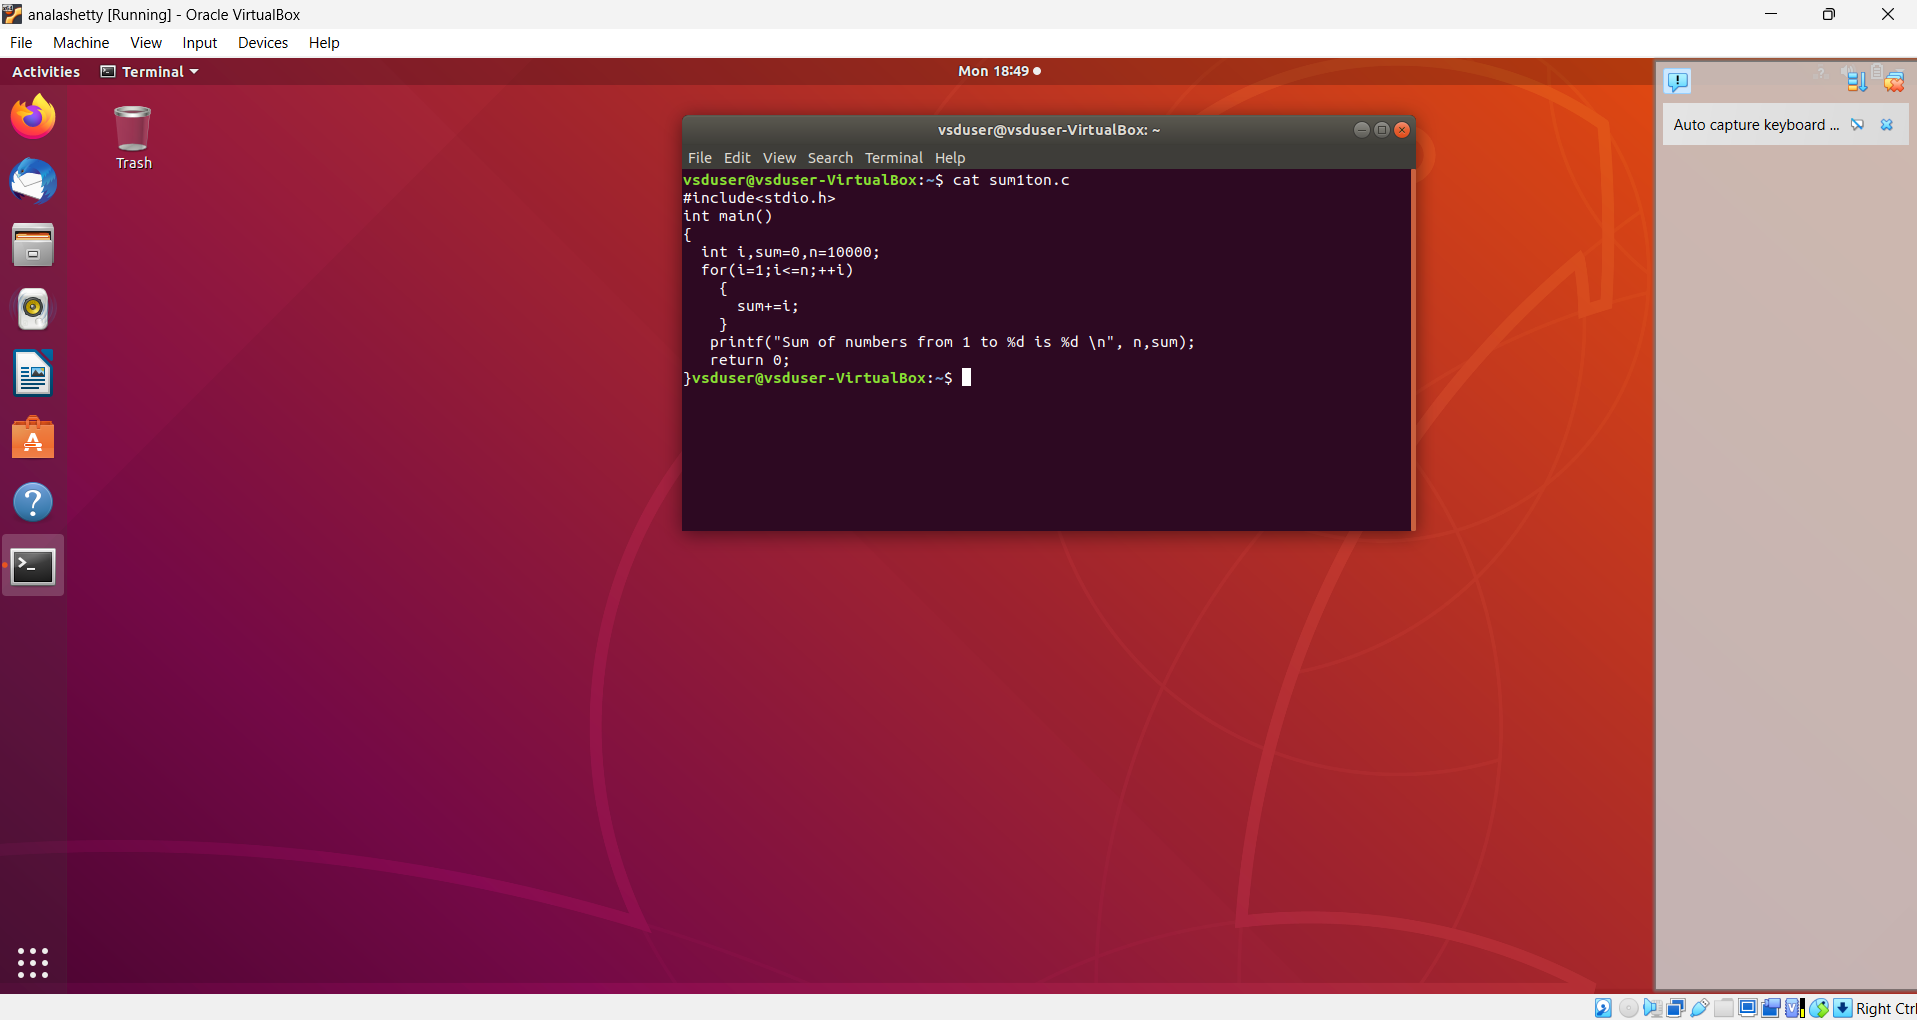 analashetty [Running] - Oracle VirtualBox
File Machine View Input Devices Help
Activities Terminal Mon 18:49
Trash
Auto capture keyboard ...
vsduser@vsduser-VirtualBox: ~
File Edit View Search Terminal Help
vsduser@vsduser-VirtualBox:~$ cat sum1ton.c
#include<stdio.h>
int main()
{
  int i,sum=0,n=10000;
  for(i=1;i<=n;++i)
    {
      sum+=i;
    }
   printf("Sum of numbers from 1 to %d is %d \n", n,sum);
   return 0;
}vsduser@vsduser-VirtualBox:~$
Right Ctrl